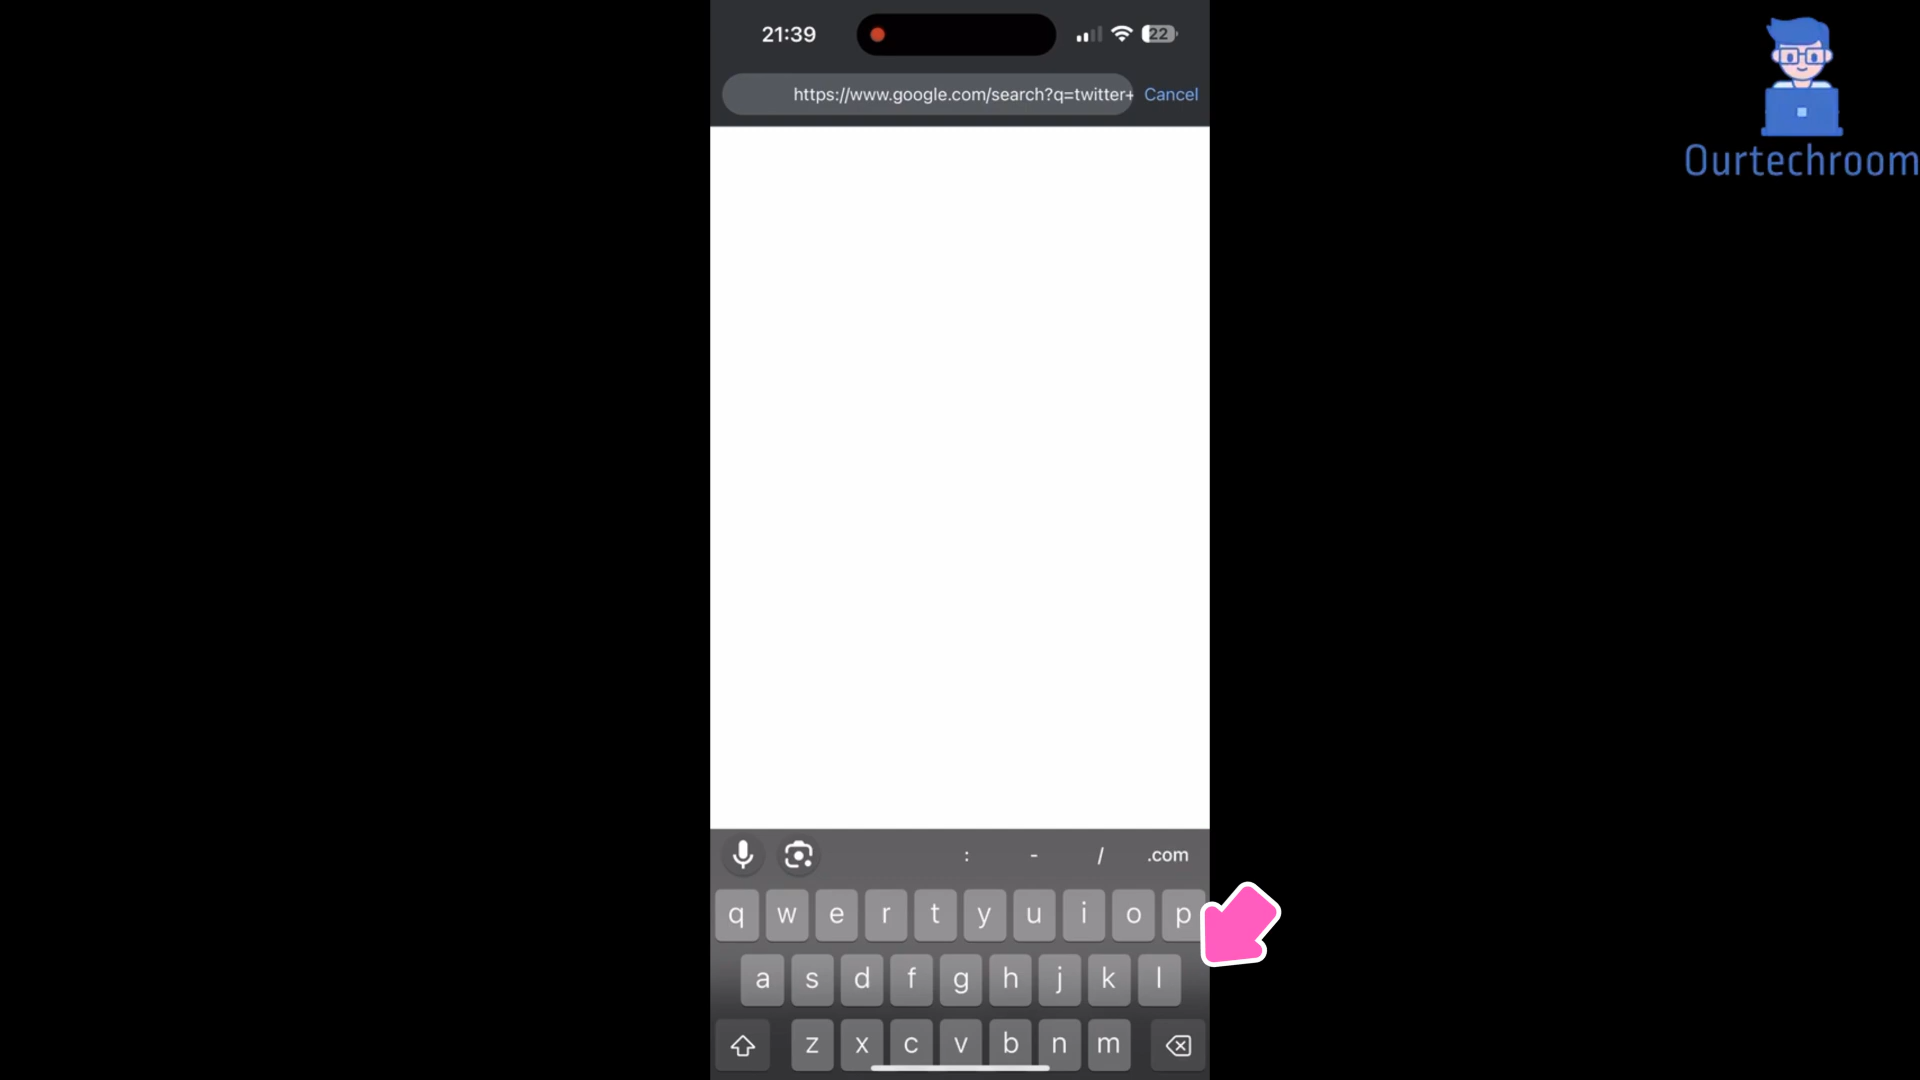 21:39
22
https://www.google.com/search?q=twitter+
Cancel
Ourtechroom
: - / .com
q w e r t y u i o p
a s d f g h j k l
z x c v b n m